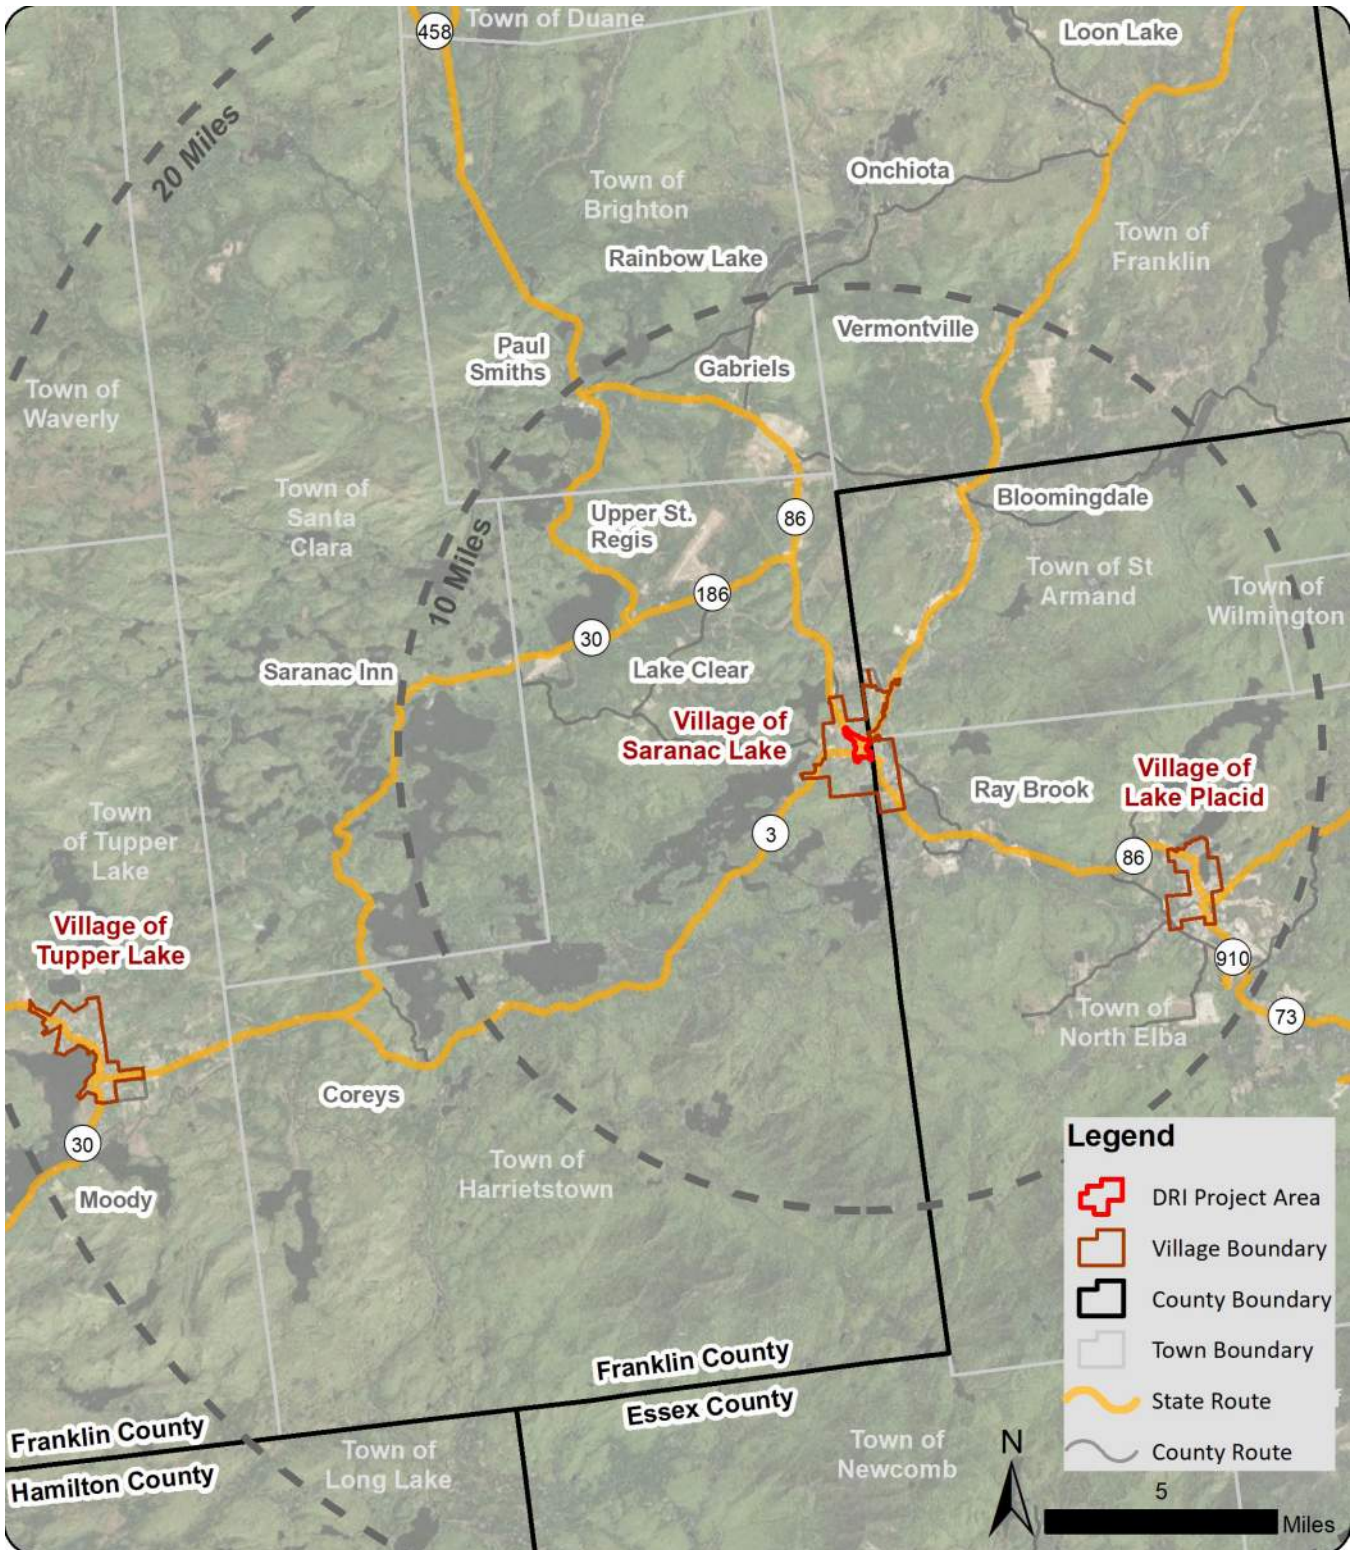 Town of Duane
458
Loon Lake
20 Miles
Onchiota
Town of
Brighton
Town of
Franklin
Rainbow Lake
Vermontville
Paul
Smiths
Gabriels
Town of
Waverly
Town of
Santa
Clara
Upper St.
Regis
86
Bloomingdale
10 Miles
Town of St
Armand
Town of
Wilmington
186
30
Saranac Inn
Lake Clear
Village of
Saranac Lake
Village of
Lake Placid
Ray Brook
Town
of Tupper
Lake
3
86
Village of
Tupper Lake
910
Town of
North Elba
73
Coreys
30
Moody
Town of
Harrietstown
Legend
DRI Project Area
Village Boundary
County Boundary
Town Boundary
State Route
County Route
Franklin County
Essex County
Franklin County
Hamilton County
Town of
Long Lake
Town of
Newcomb
N
5
Miles